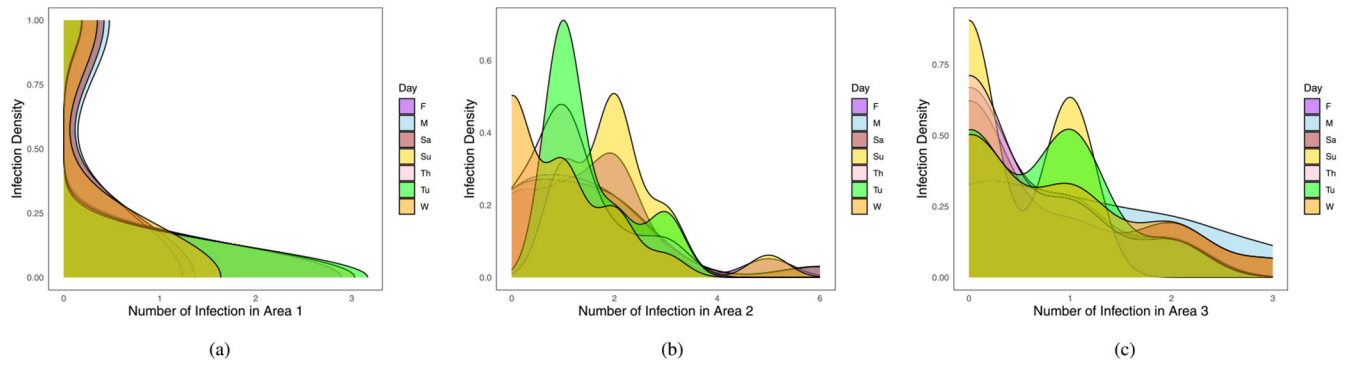 1.00
0.75
0.50
0.25
0.00
Infection Density
0
1
2
3
Number of Infection in Area 1
Day
F
M
Sa
Su
Th
Tu
W
(a)
0.6
0.4
0.2
0.0
Infection Density
0
2
4
6
Number of Infection in Area 2
Day
F
M
Sa
Su
Th
Tu
W
(b)
0.75
0.50
0.25
0.00
Infection Density
0
1
2
3
Number of Infection in Area 3
Day
F
M
Sa
Su
Th
Tu
W
(c)